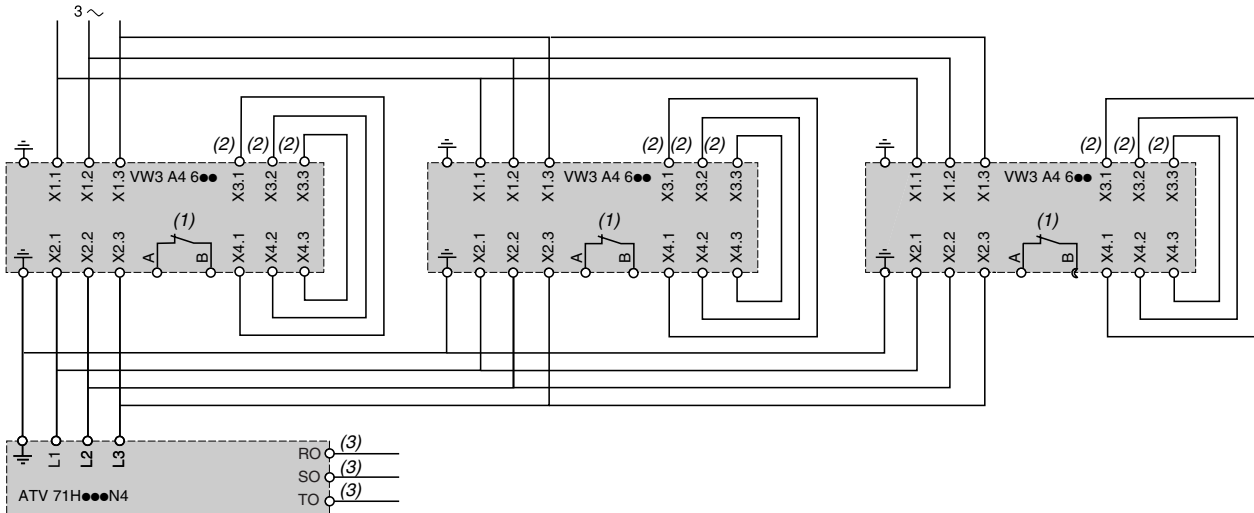 3 ~
(2) (2) (2)
(2) (2) (2)
(2) (2) (2)
X1.1 X1.2 X1.3 VW3 A4 6●● X3.1 X3.2 X3.3
X1.1 X1.2 X1.3 VW3 A4 6●● X3.1 X3.2 X3.3
X1.1 X1.2 X1.3 VW3 A4 6●● X3.1 X3.2 X3.3
(1)
(1)
(1)
X2.1 X2.2 X2.3 A B X4.1 X4.2 X4.3
X2.1 X2.2 X2.3 A B X4.1 X4.2 X4.3
X2.1 X2.2 X2.3 A B X4.1 X4.2 X4.3
L1 L2 L3
RO (3)
SO (3)
TO (3)
ATV 71H●●●N4